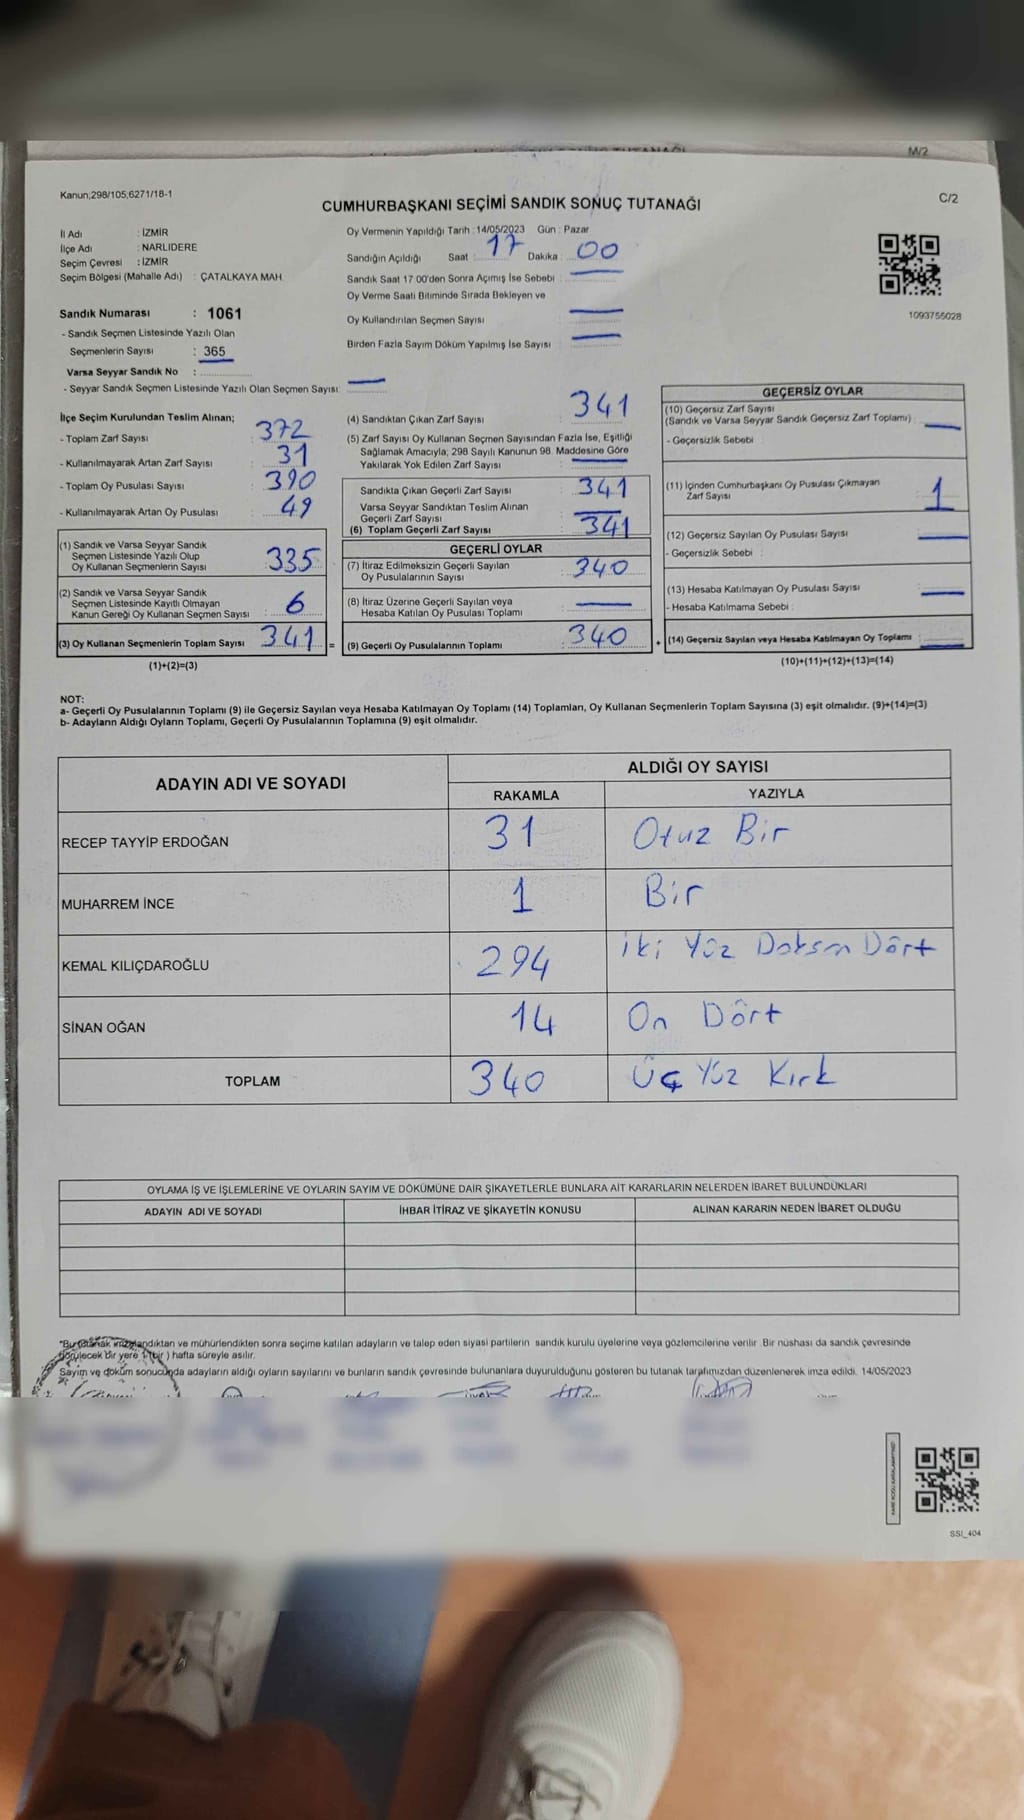 M/2
Kanun;298/105,6271/18-1
C/2
CUMHURBAŞKANI SEÇİMİ SANDIK SONUÇ TUTANAĞI
İl Adı : İZMİR
İlçe Adı : NARLIDERE
Seçim Çevresi : İZMİR
Seçim Bölgesi (Mahalle Adı) : ÇATALKAYA MAH.
Sandık Numarası : 1061
- Sandık Seçmen Listesinde Yazılı Olan
Seçmenlerin Sayısı : 365
Varsa Seyyar Sandık No :
- Seyyar Sandık Seçmen Listesinde Yazılı Olan Seçmen Sayısı:
Oy Vermenin Yapıldığı Tarih : 14/05/2023 Gün : Pazar
Sandığın Açıldığı Saat : 17 Dakika : 00
Sandık Saat 17:00'den Sonra Açımış İse Sebebi :
Oy Verme Saati Bitiminde Sırada Bekleyen ve
Oy Kullandırılan Seçmen Sayısı
Birden Fazla Sayım Döküm Yapılmış İse Sayısı
1093755028
İlçe Seçim Kurulundan Teslim Alınan;
- Toplam Zarf Sayısı 372
- Kullanılmayarak Artan Zarf Sayısı 31
- Toplam Oy Pusulası Sayısı 390
- Kullanılmayarak Artan Oy Pusulası 49
(1) Sandık ve Varsa Seyyar Sandık
Seçmen Listesinde Yazılı Olup
Oy Kullanan Seçmenlerin Sayısı 335
(2) Sandık ve Varsa Seyyar Sandık
Seçmen Listesinde Kayıtlı Olmayan
Kanun Gereği Oy Kullanan Seçmen Sayısı 6
(3) Oy Kullanan Seçmenlerin Toplam Sayısı 341 =
(1)+(2)=(3)
(4) Sandıktan Çıkan Zarf Sayısı 341
(5) Zarf Sayısı Oy Kullanan Seçmen Sayısından Fazla İse, Eşitliği
Sağlamak Amacıyla; 298 Sayılı Kanunun 98. Maddesine Göre
Yakılarak Yok Edilen Zarf Sayısı
Sandıkta Çıkan Geçerli Zarf Sayısı 341
Varsa Seyyar Sandıktan Teslim Alınan
Geçerli Zarf Sayısı
(6) Toplam Geçerli Zarf Sayısı 341
GEÇERLİ OYLAR
(7) İtiraz Edilmeksizin Geçerli Sayılan
Oy Pusulalarının Sayısı 340
(8) İtiraz Üzerine Geçerli Sayılan veya
Hesaba Katılan Oy Pusulası Toplamı
(9) Geçerli Oy Pusulalarının Toplamı 340 +
GEÇERSİZ OYLAR
(10) Geçersiz Zarf Sayısı
(Sandık ve Varsa Seyyar Sandık Geçersiz Zarf Toplamı) :
- Geçersizlik Sebebi :
(11) İçinden Cumhurbaşkanı Oy Pusulası Çıkmayan
Zarf Sayısı 1
(12) Geçersiz Sayılan Oy Pusulası Sayısı
- Geçersizlik Sebebi :
(13) Hesaba Katılmayan Oy Pusulası Sayısı
- Hesaba Katılmama Sebebi :
(14) Geçersiz Sayılan veya Hesaba Katılmayan Oy Toplamı :
(10)+(11)+(12)+(13)=(14)
NOT:
a- Geçerli Oy Pusulalarının Toplamı (9) ile Geçersiz Sayılan veya Hesaba Katılmayan Oy Toplamı (14) Toplamları, Oy Kullanan Seçmenlerin Toplam Sayısına (3) eşit olmalıdır. (9)+(14)=(3)
b- Adayların Aldığı Oyların Toplamı, Geçerli Oy Pusulalarının Toplamına (9) eşit olmalıdır.
ADAYIN ADI VE SOYADI
ALDIĞI OY SAYISI
RAKAMLA YAZIYLA
RECEP TAYYİP ERDOĞAN 31 Otuz Bir
MUHARREM İNCE 1 Bir
KEMAL KILIÇDAROĞLU 294 İki Yüz Doksan Dört
SİNAN OĞAN 14 On Dört
TOPLAM 340 Üç Yüz Kırk
OYLAMA İŞ VE İŞLEMLERİNE VE OYLARIN SAYIM VE DÖKÜMÜNE DAİR ŞİKAYETLERLE BUNLARA AİT KARARLARIN NELERDEN İBARET BULUNDUKLARI
ADAYIN ADI VE SOYADI İHBAR İTİRAZ VE ŞİKAYETİN KONUSU ALINAN KARARIN NEDEN İBARET OLDUĞU
*Bu tutanak imzalandıktan ve mühürlendikten sonra seçime katılan adayların ve talep eden siyasi partilerin sandık kurulu üyelerine veya gözlemcilerine verilir. Bir nüshası da sandık çevresinde
görülecek bir yere 1 (bir ) hafta süreyle asılır.
Sayım ve döküm sonucunda adayların aldığı oyların sayılarını ve bunların sandık çevresinde bulunanlara duyurulduğunu gösteren bu tutanak tarafımızdan düzenlenerek imza edildi. 14/05/2023
SSI_404